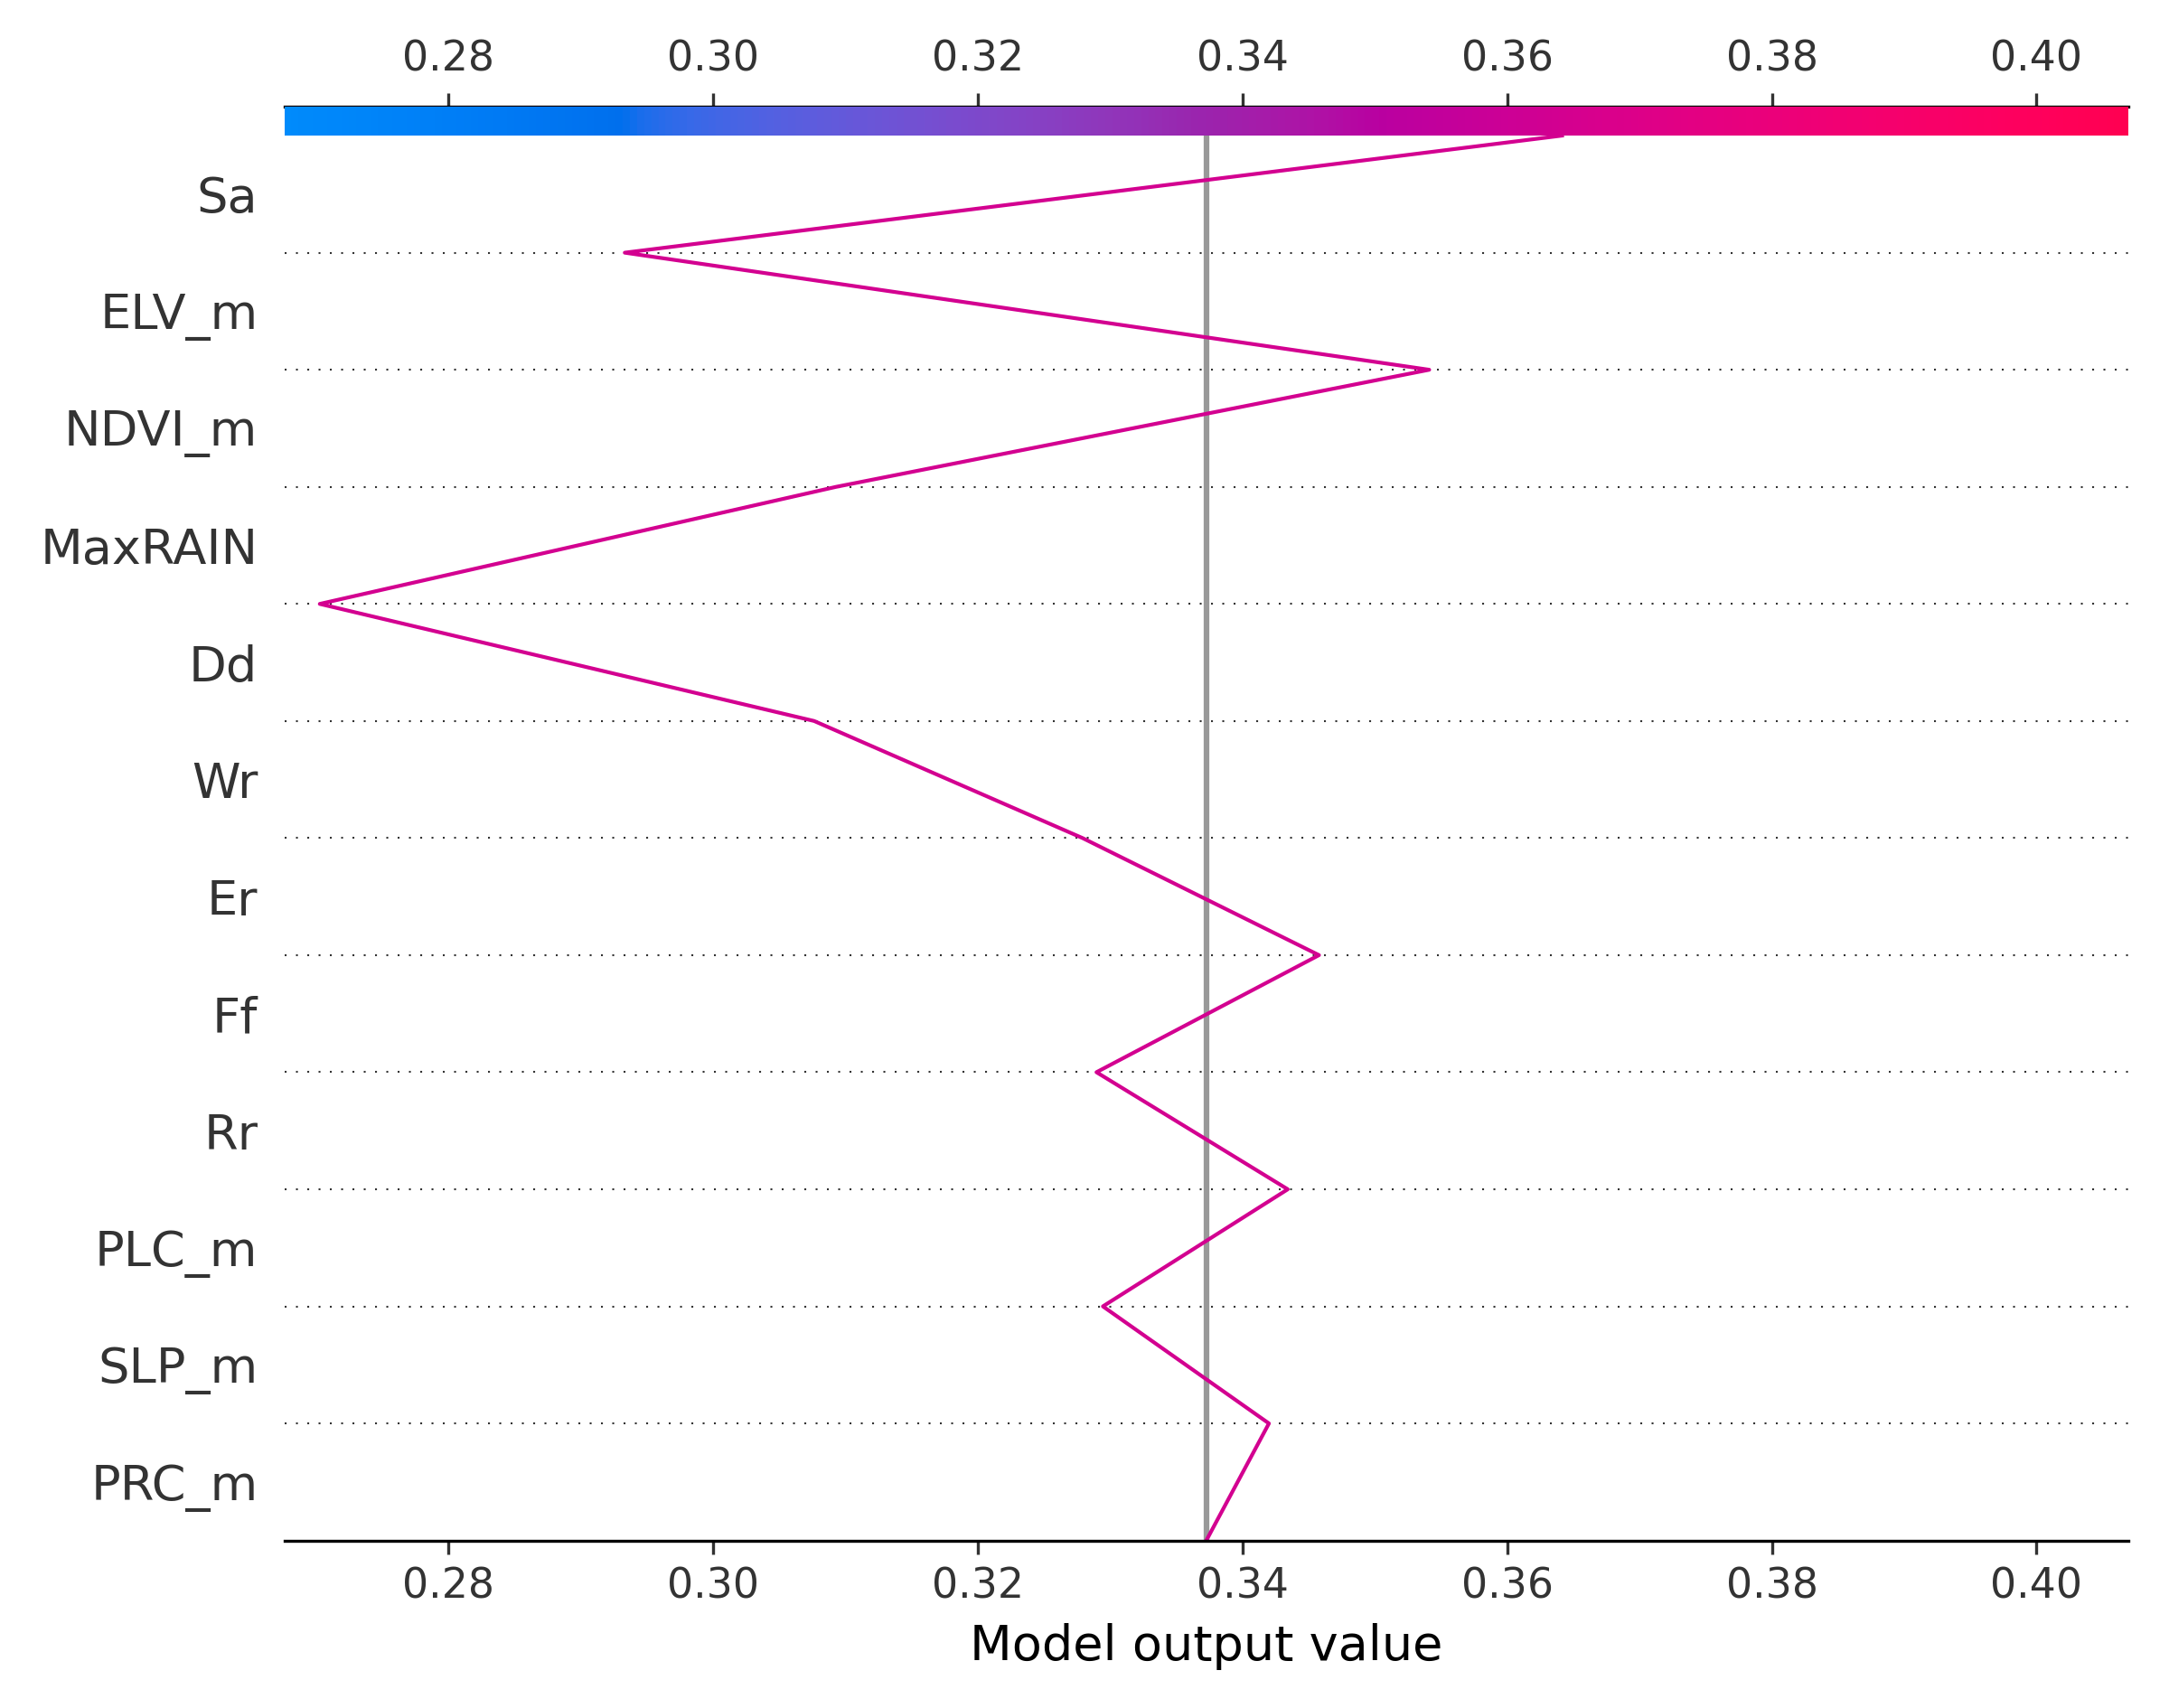 0.28 0.30 0.32 0.34 0.36 0.38 0.40
Sa
ELV_m
NDVI_m
MaxRAIN
Dd
Wr
Er
Ff
Rr
PLC_m
SLP_m
PRC_m
0.28 0.30 0.32 0.34 0.36 0.38 0.40
Model output value